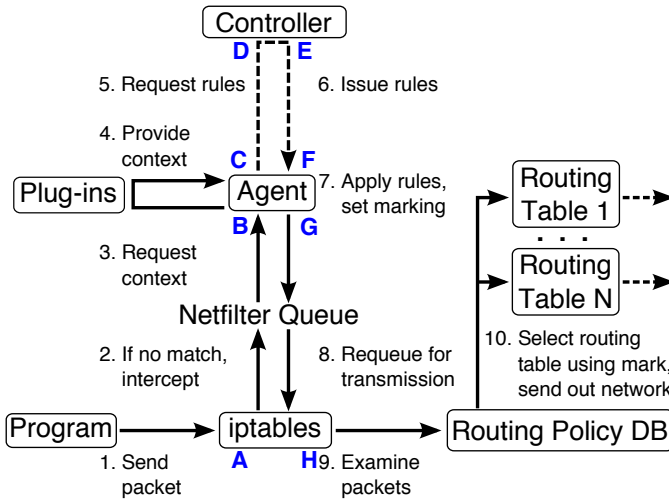 Controller
D E
5. Request rules
6. Issue rules
4. Provide
context
C F
Plug-ins
Agent
7. Apply rules,
set marking
B G
Routing
Table 1
. . .
Routing
Table N
3. Request
context
Netfilter Queue
2. If no match,
intercept
8. Requeue for
transmission
10. Select routing
table using mark,
send out network
Program
iptables
Routing Policy DB
A H
1. Send
packet
9. Examine
packets